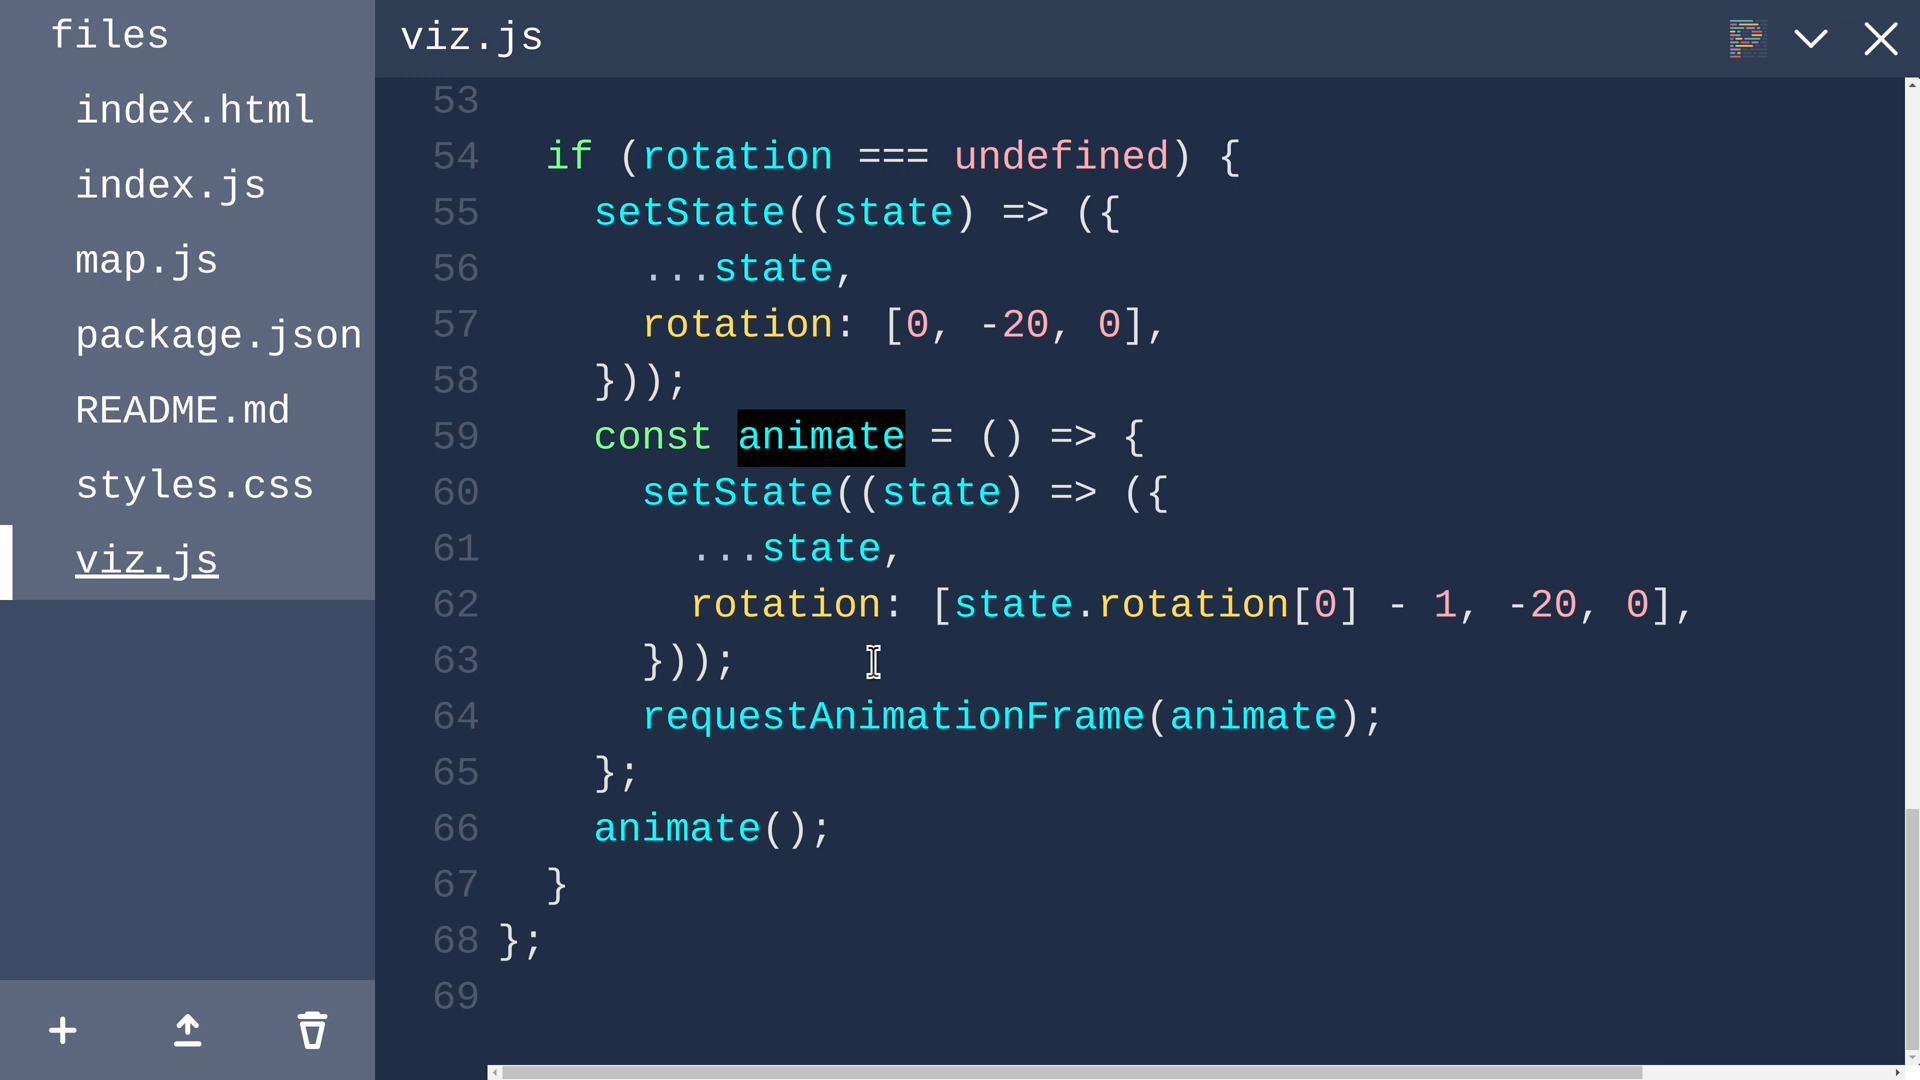 files
index.html
index.js
map.js
package.json
README.md
styles.css
viz.js
viz.js
53
54 if (rotation === undefined) {
55 setState((state) => ({
56 ...state,
57 rotation: [0, -20, 0],
58 }));
59 const animate = () => {
60 setState((state) => ({
61 ...state,
62 rotation: [state.rotation[0] - 1, -20, 0],
63 }));
64 requestAnimationFrame(animate);
65 };
66 animate();
67 }
68 };
69